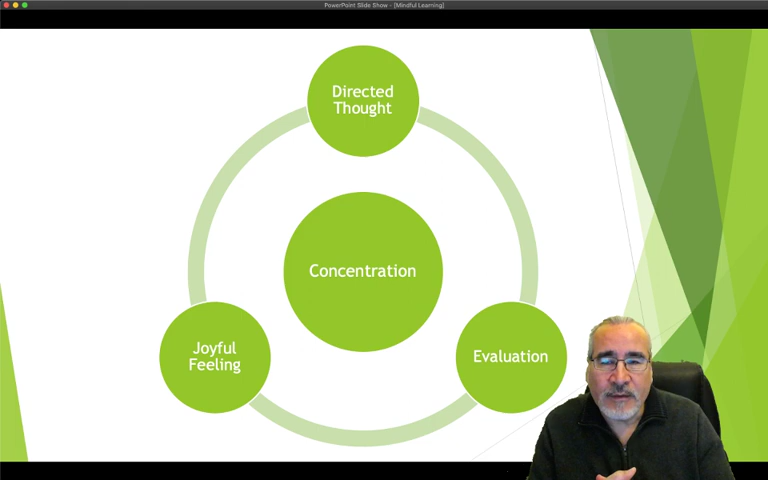 PowerPoint Slide Show - [Mindful Learning]
Directed
Thought
Concentration
Joyful
Feeling
Evaluation